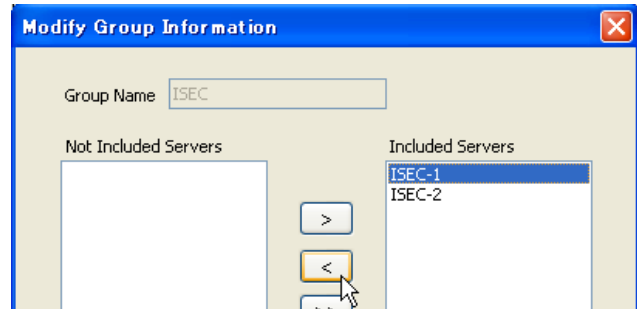 Modify Group Information
Group Name ISEC
Not Included Servers
Included Servers
ISEC-1
ISEC-2
>
<